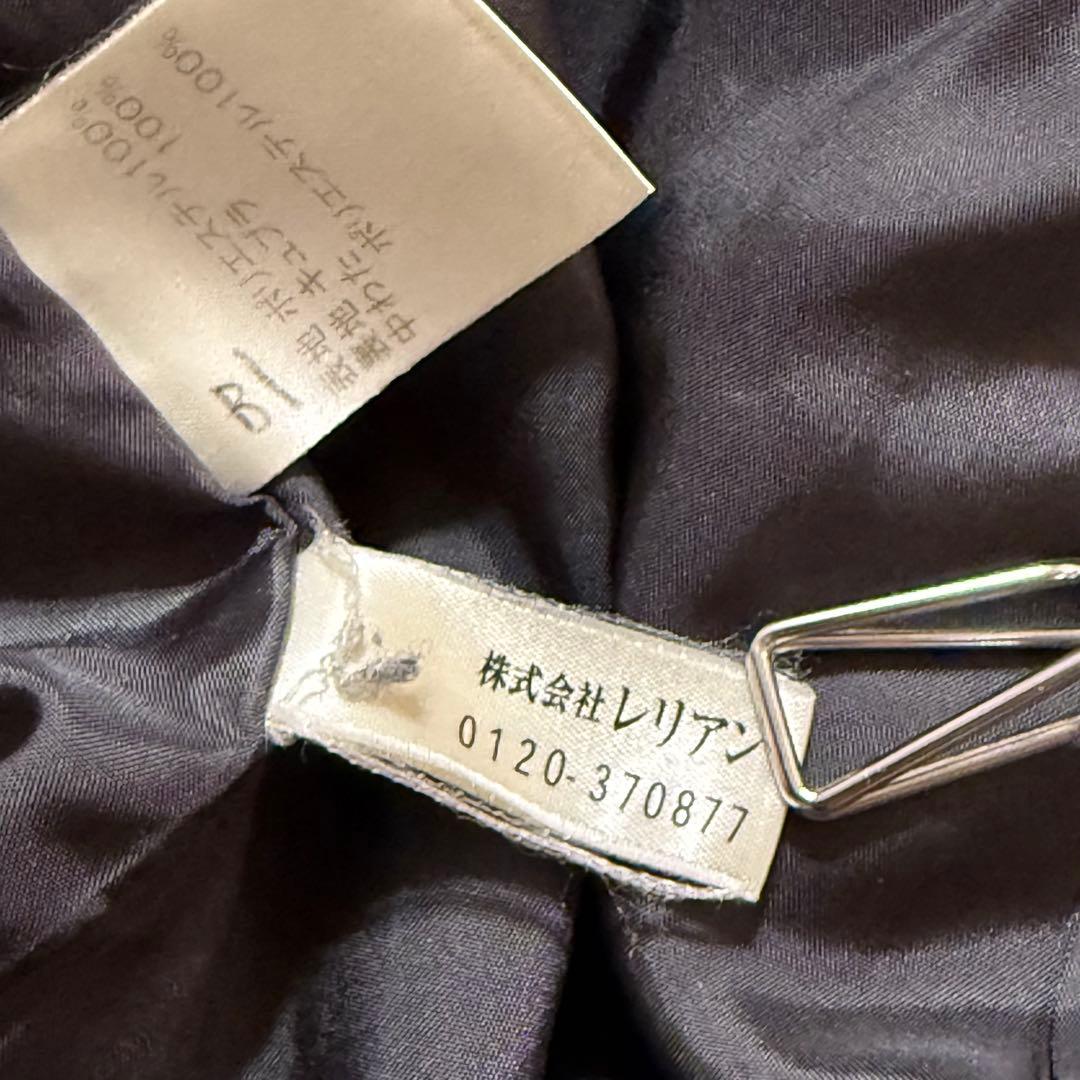 表地 ポリエステル100%
裏地 キュプラ 100%
中わた ポリエステル100%
株式会社レリアン
0120-370877